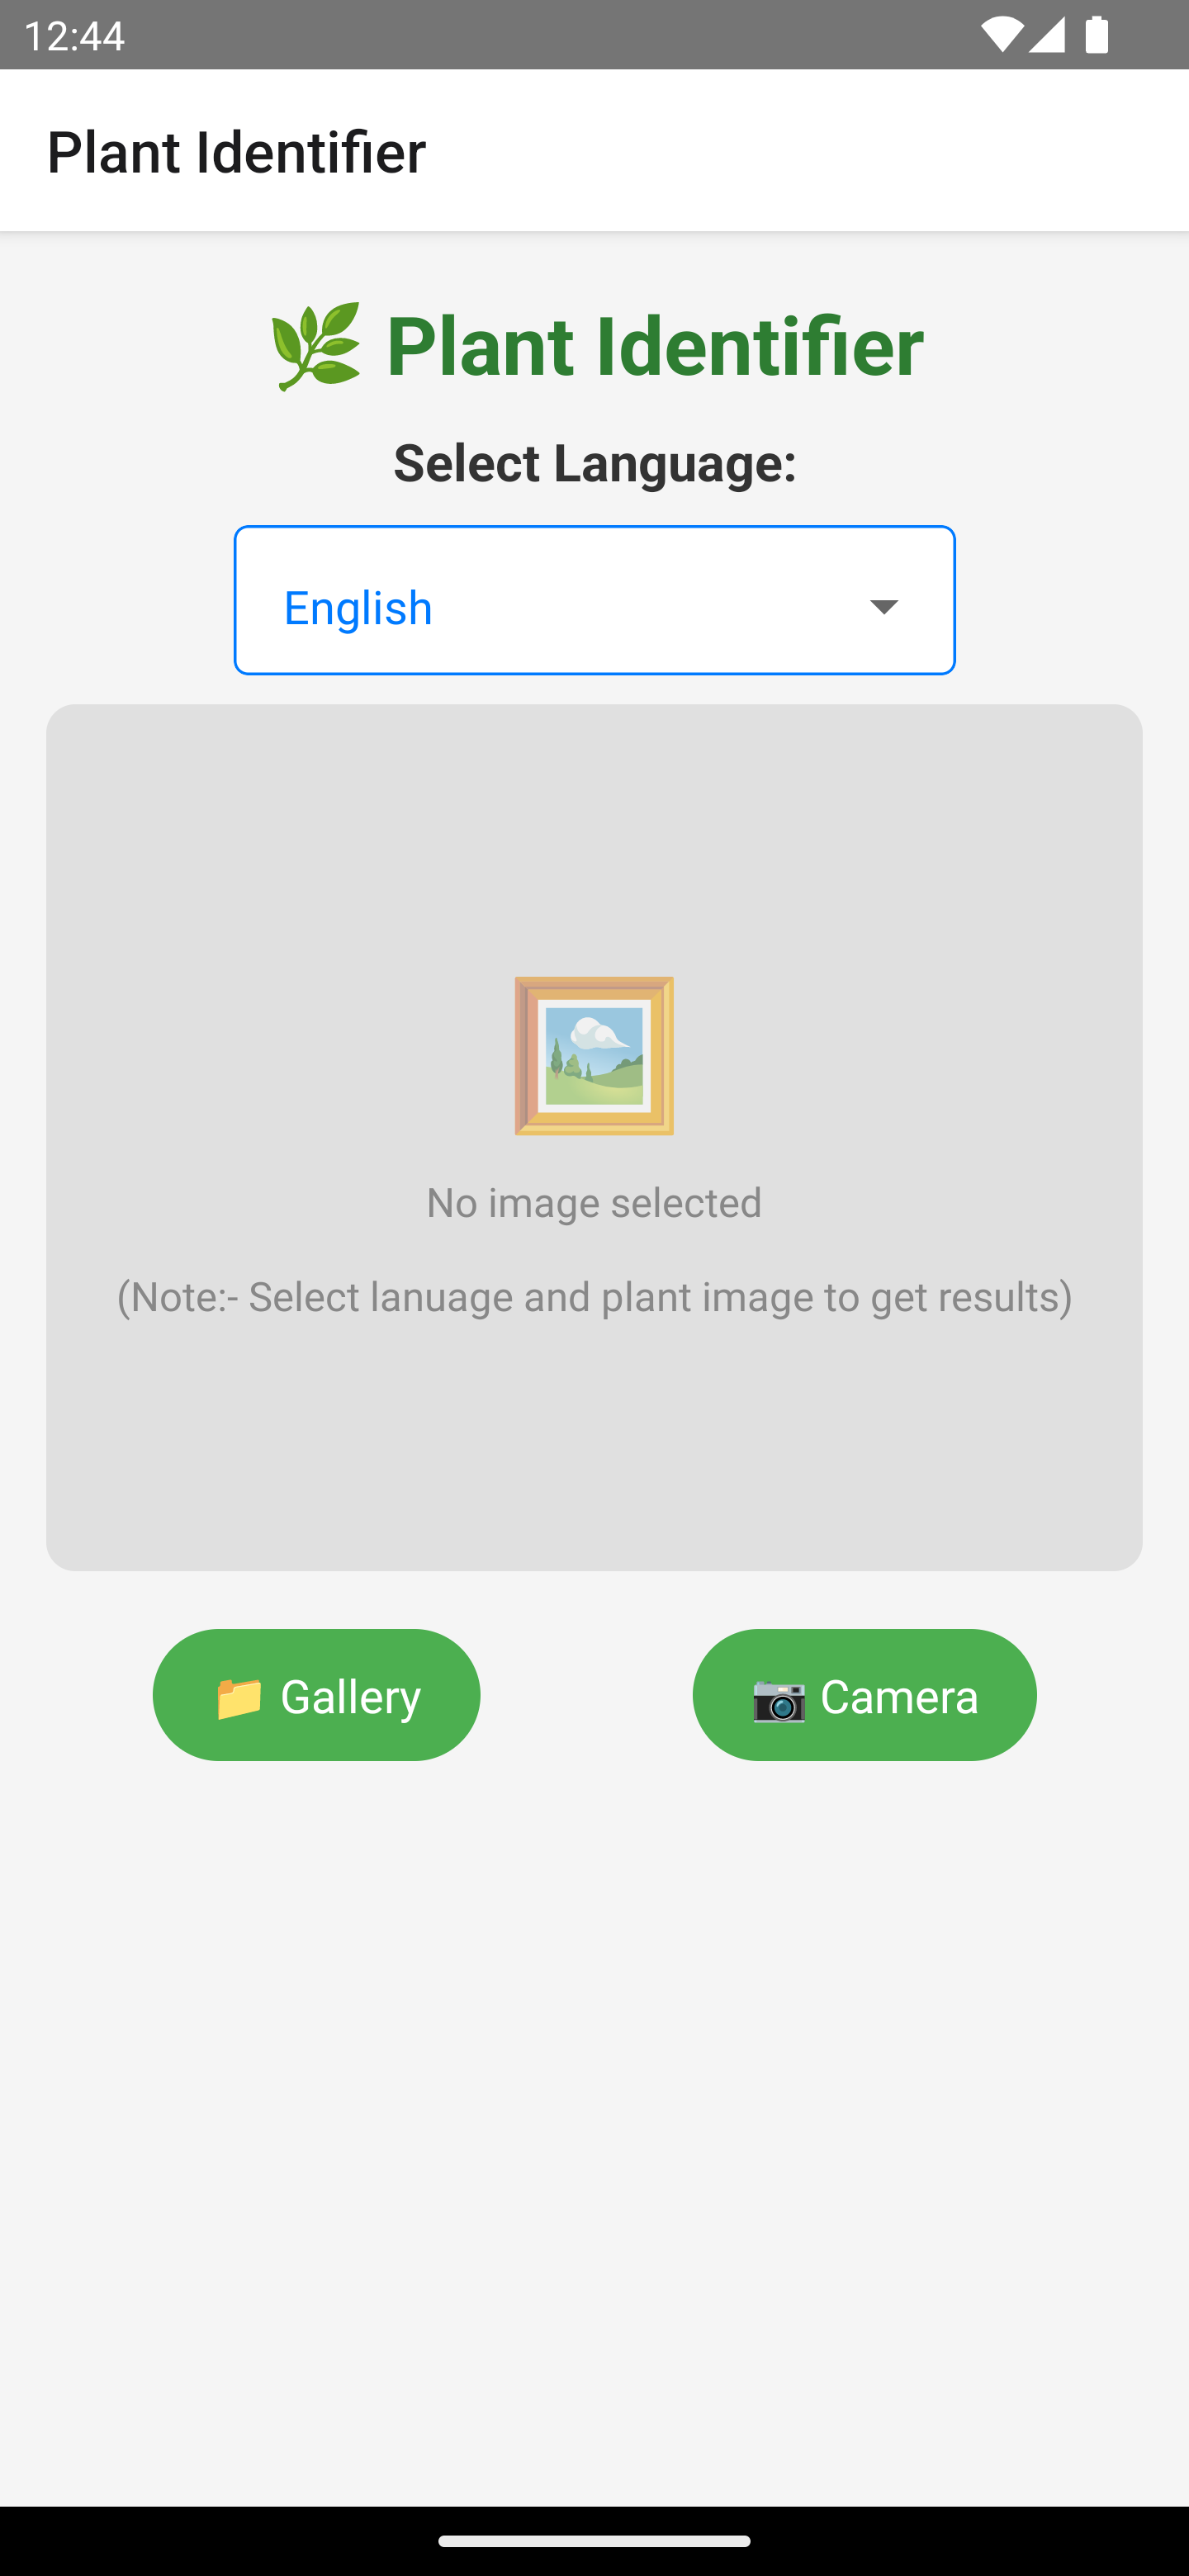 12:44
Plant Identifier
Plant Identifier
Select Language:
English
No image selected
(Note:- Select lanuage and plant image to get results)
Gallery
Camera